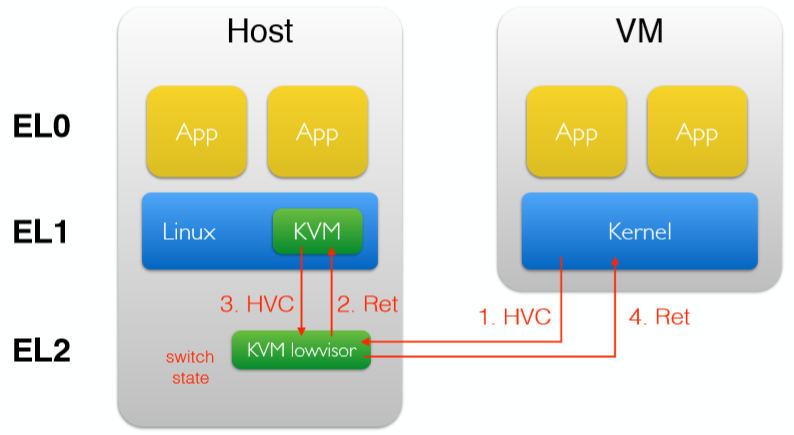 Host
VM
EL0
App
App
App
App
EL1
Linux
KVM
Kernel
3. HVC
2. Ret
1. HVC
4. Ret
EL2
KVM lowvisor
switch
state